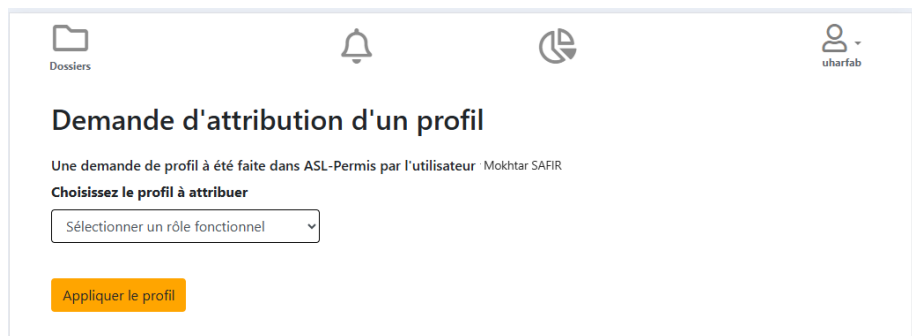 Dossiers
uharfab
Demande d'attribution d'un profil
Une demande de profil à été faite dans ASL-Permis par l'utilisateur Mokhtar SAFIR
Choisissez le profil à attribuer
Sélectionner un rôle fonctionnel
Appliquer le profil